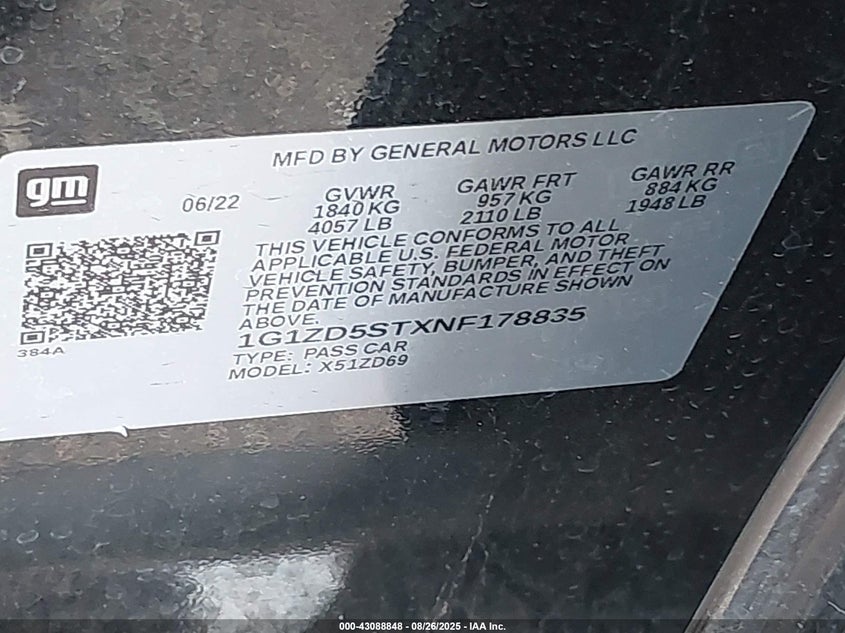 MFD BY GENERAL MOTORS LLC
gm
06/22
GVWR
1840 KG
4057 LB
GAWR FRT
957 KG
2110 LB
GAWR RR
884 KG
1948 LB
THIS VEHICLE CONFORMS TO ALL
APPLICABLE U.S. FEDERAL MOTOR
VEHICLE SAFETY, BUMPER, AND THEFT
PREVENTION STANDARDS IN EFFECT ON
THE DATE OF MANUFACTURE SHOWN
ABOVE.
1G1ZD5STXNF178835
TYPE: PASS CAR
MODEL: X51ZD69
384A
000-43088848 - 08/26/2025 - IAA Inc.